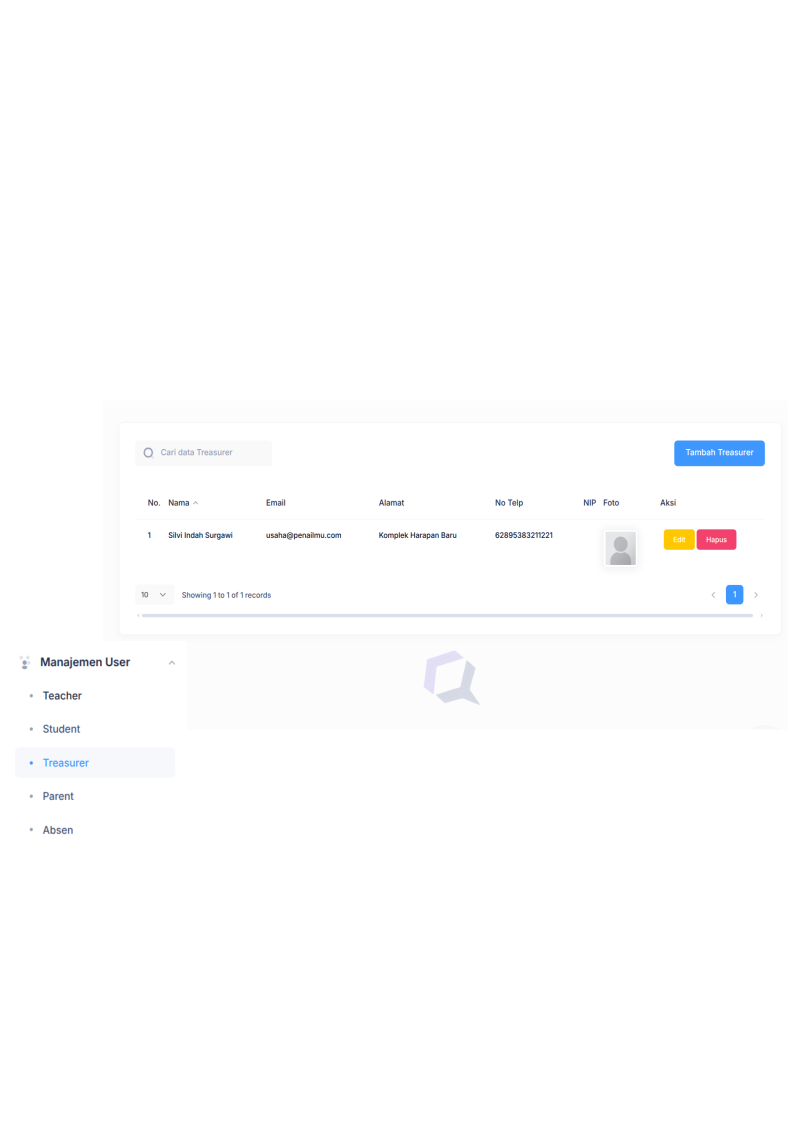 Cari data Treasurer
Tambah Treasurer
No. Nama Email Alamat No Telp NIP Foto Aksi
1 Silvi Indah Surgawi usaha@penailmu.com Komplek Harapan Baru 62895383211221 Edit Hapus
10 Showing 1 to 1 of 1 records 1
Manajemen User
Teacher
Student
Treasurer
Parent
Absen